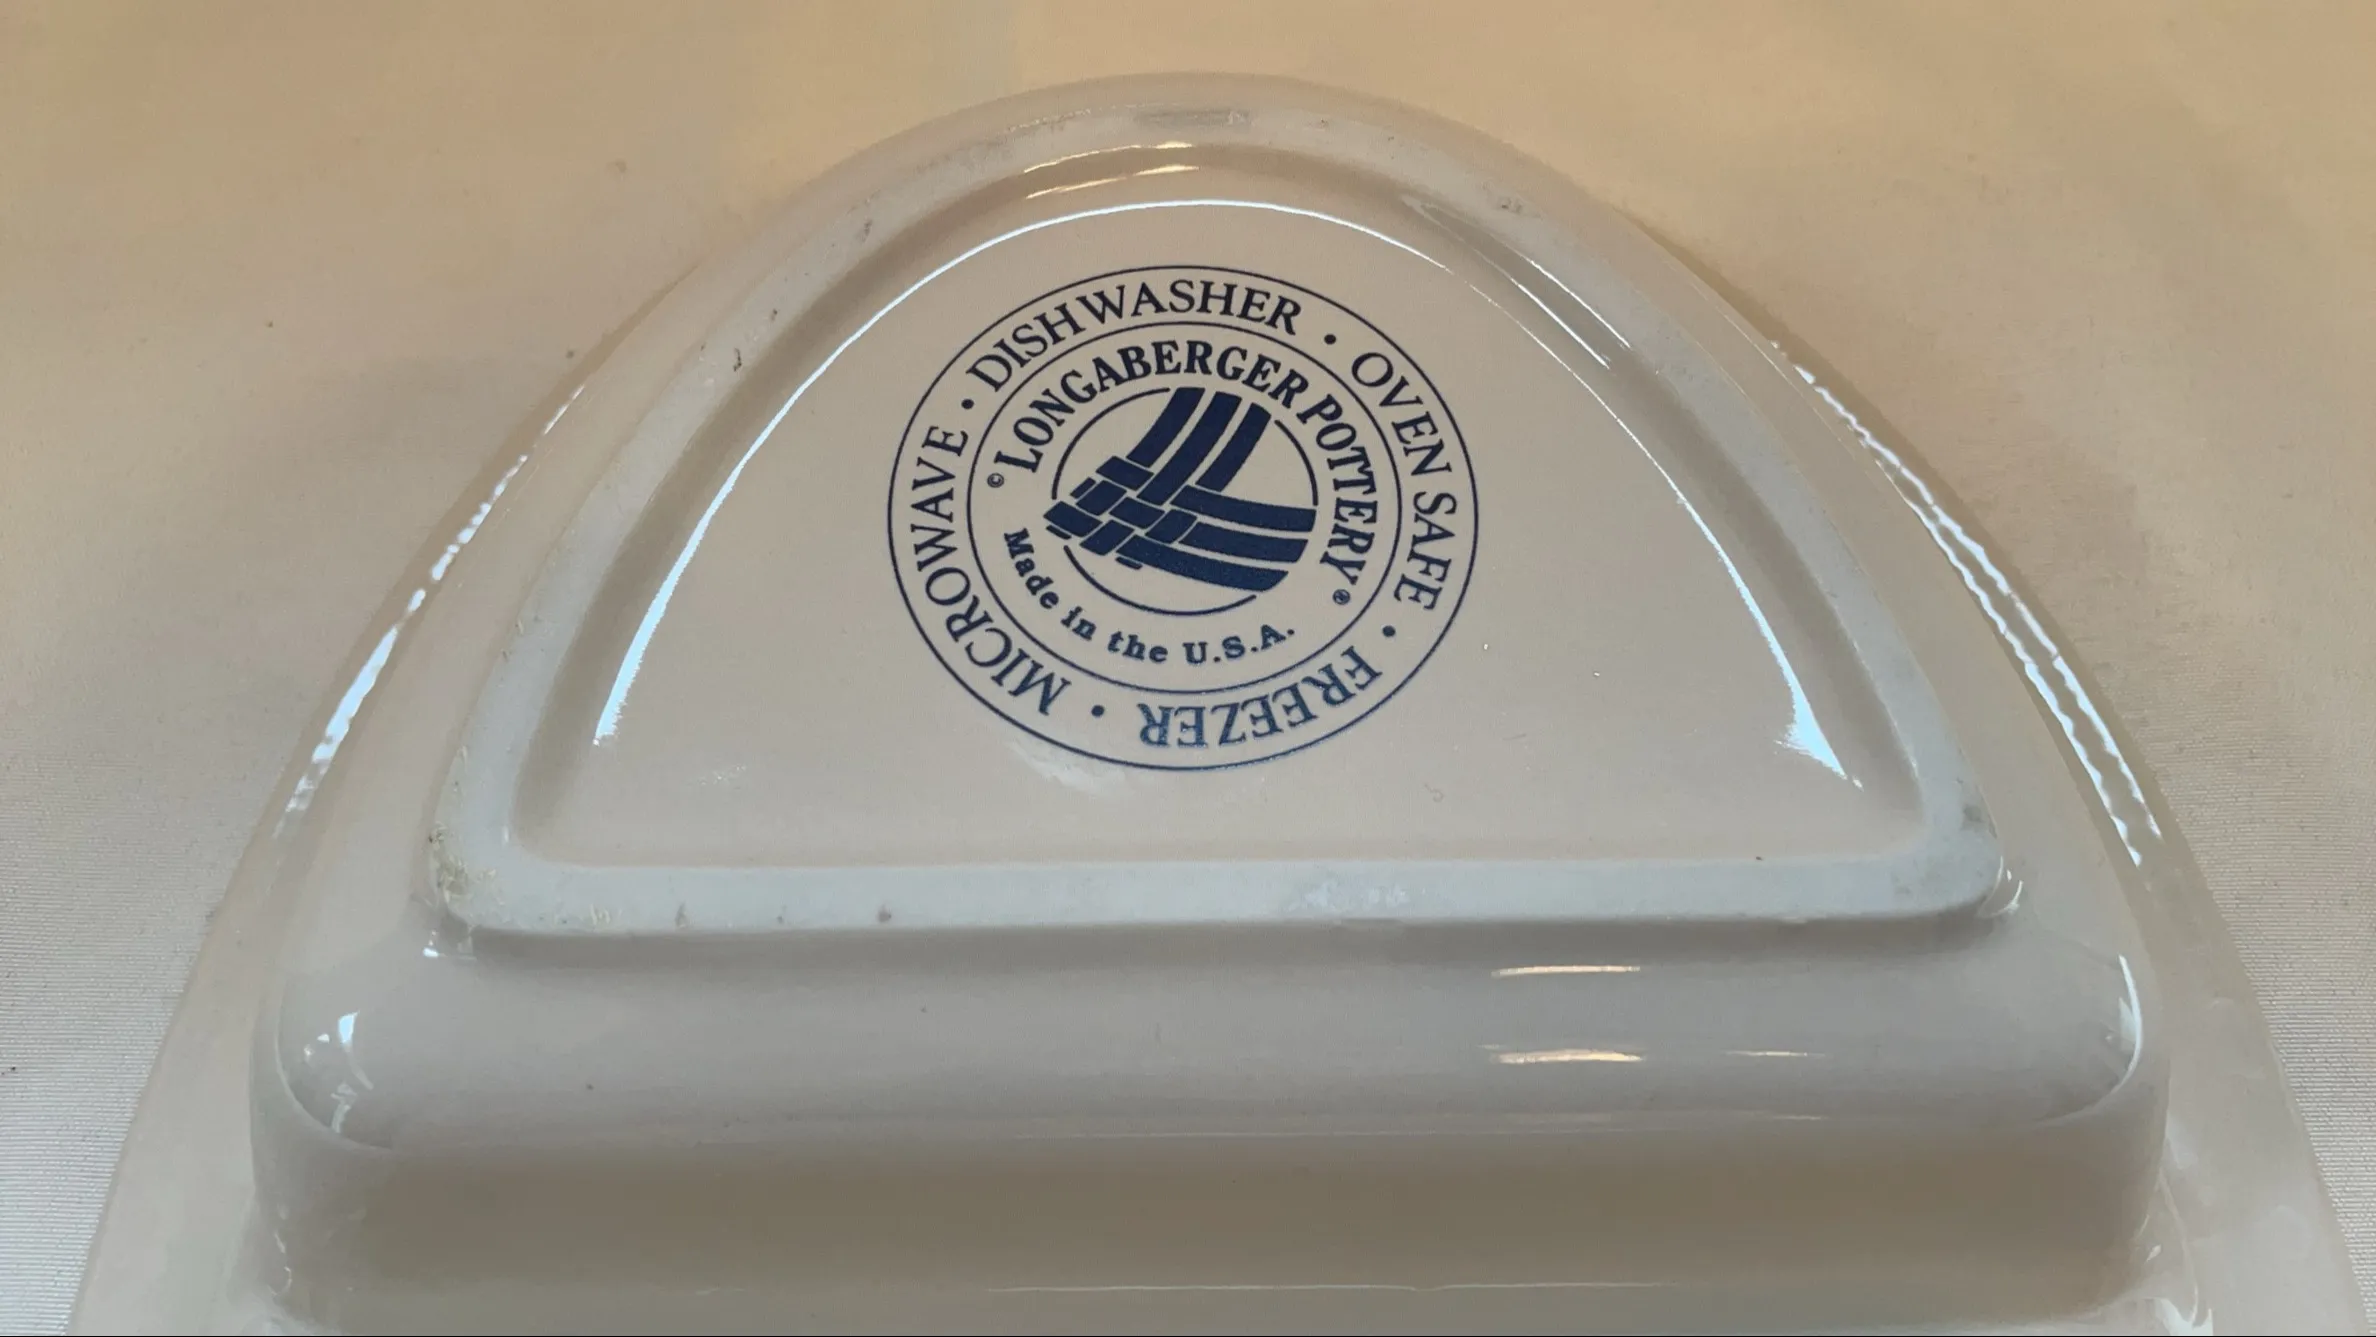 MICROWAVE • DISHWASHER • OVEN SAFE • FREEZER •
© LONGABERGER POTTERY ®
Made in the U.S.A.